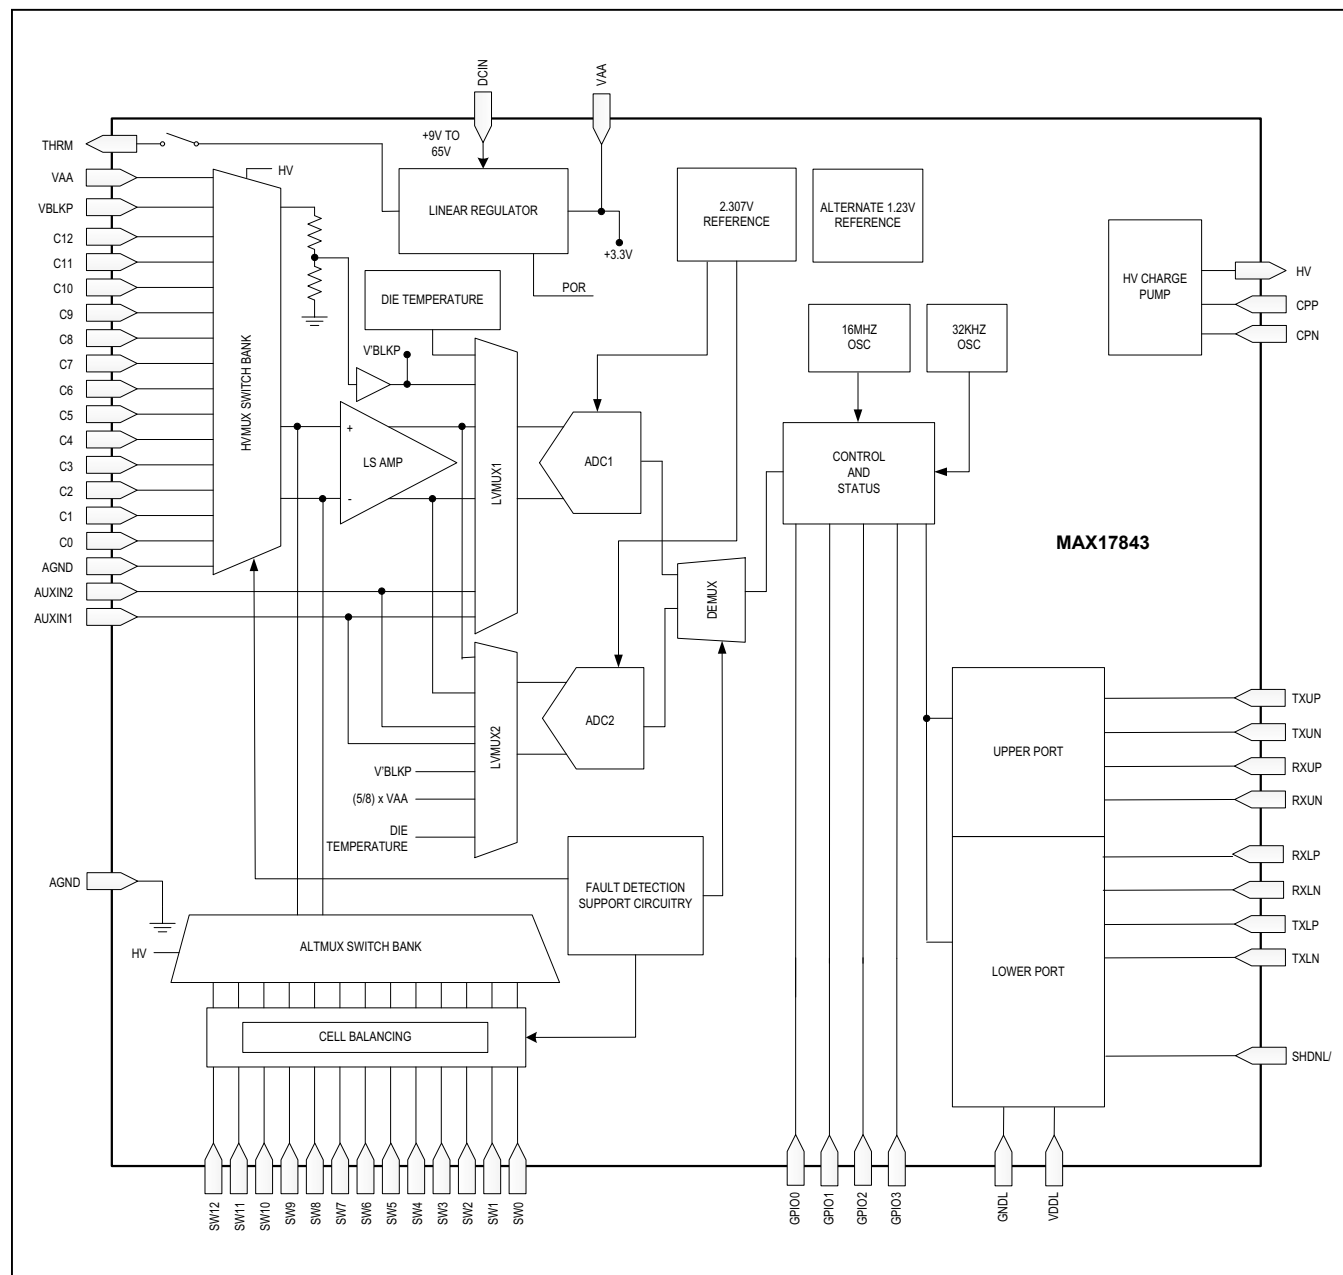 DCIN
VAA
THRM
+9V TO
65V
HV
VAA
VBLKP
C12
C11
C10
C9
C8
C7
C6
C5
C4
C3
C2
C1
C0
AGND
AUXIN2
AUXIN1
HVMUX SWITCH BANK
LINEAR REGULATOR
+3.3V
POR
2.307V
REFERENCE
ALTERNATE 1.23V
REFERENCE
HV CHARGE
PUMP
HV
CPP
CPN
DIE TEMPERATURE
16MHZ
OSC
32KHZ
OSC
V'BLKP
+
LS AMP
-
LVMUX1
ADC1
CONTROL
AND
STATUS
MAX17843
DEMUX
LVMUX2
ADC2
V'BLKP
(5/8) x VAA
DIE
TEMPERATURE
UPPER PORT
TXUP
TXUN
RXUP
RXUN
RXLP
RXLN
TXLP
TXLN
LOWER PORT
SHDNL/
AGND
FAULT DETECTION
SUPPORT CIRCUITRY
HV
ALTMUX SWITCH BANK
CELL BALANCING
SW12
SW11
SW10
SW9
SW8
SW7
SW6
SW5
SW4
SW3
SW2
SW1
SW0
GPIO0
GPIO1
GPIO2
GPIO3
GNDL
VDDL